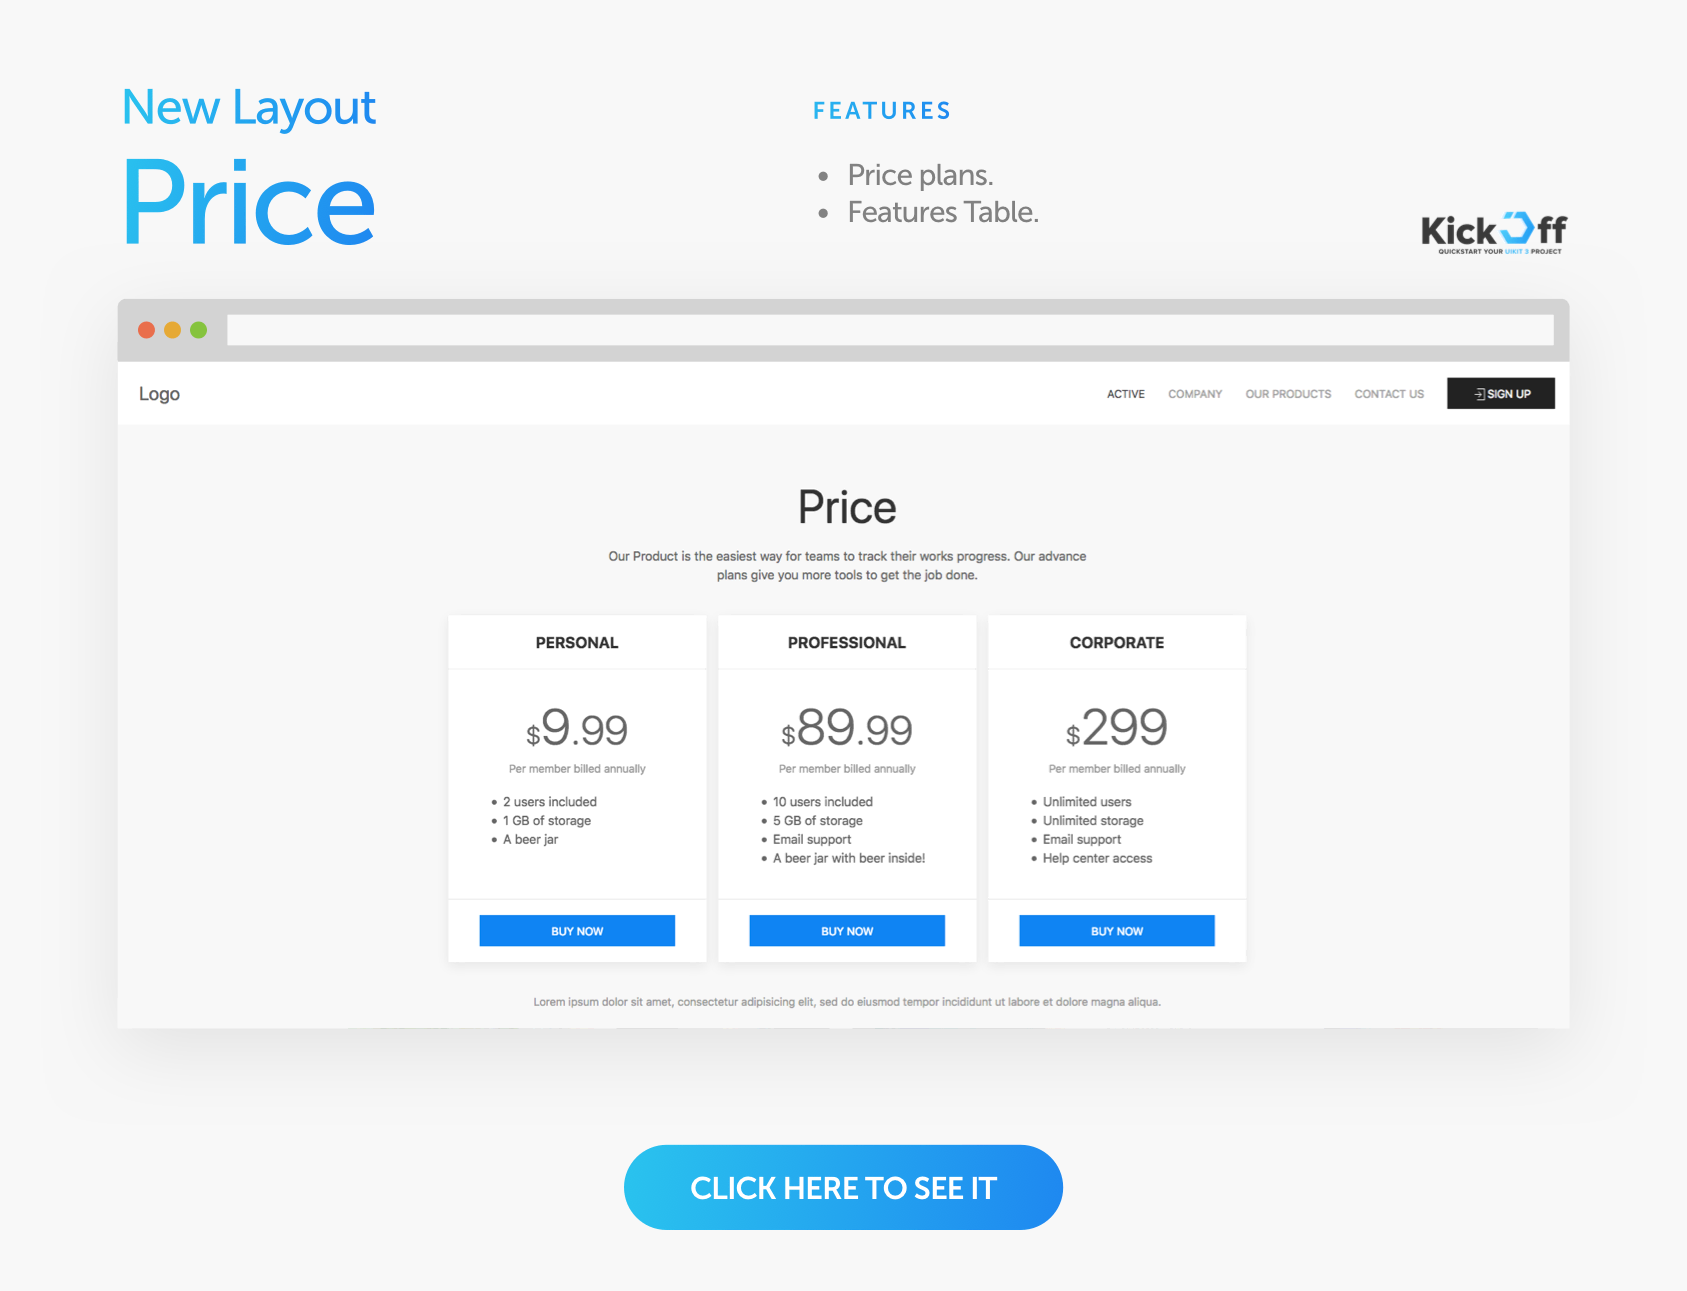 New Layout
Price
FEATURES
• Price plans.
• Features Table.
KickOff
QUICKSTART YOUR UIKIT 3 PROJECT
Logo
ACTIVE COMPANY OUR PRODUCTS CONTACT US SIGN UP
Price
Our Product is the easiest way for teams to track their works progress. Our advance
plans give you more tools to get the job done.
PERSONAL
$9.99
Per member billed annually
• 2 users included
• 1 GB of storage
• A beer jar
BUY NOW
PROFESSIONAL
$89.99
Per member billed annually
• 10 users included
• 5 GB of storage
• Email support
• A beer jar with beer inside!
BUY NOW
CORPORATE
$299
Per member billed annually
• Unlimited users
• Unlimited storage
• Email support
• Help center access
BUY NOW
Lorem ipsum dolor sit amet, consectetur adipisicing elit, sed do eiusmod tempor incididunt ut labore et dolore magna aliqua.
CLICK HERE TO SEE IT